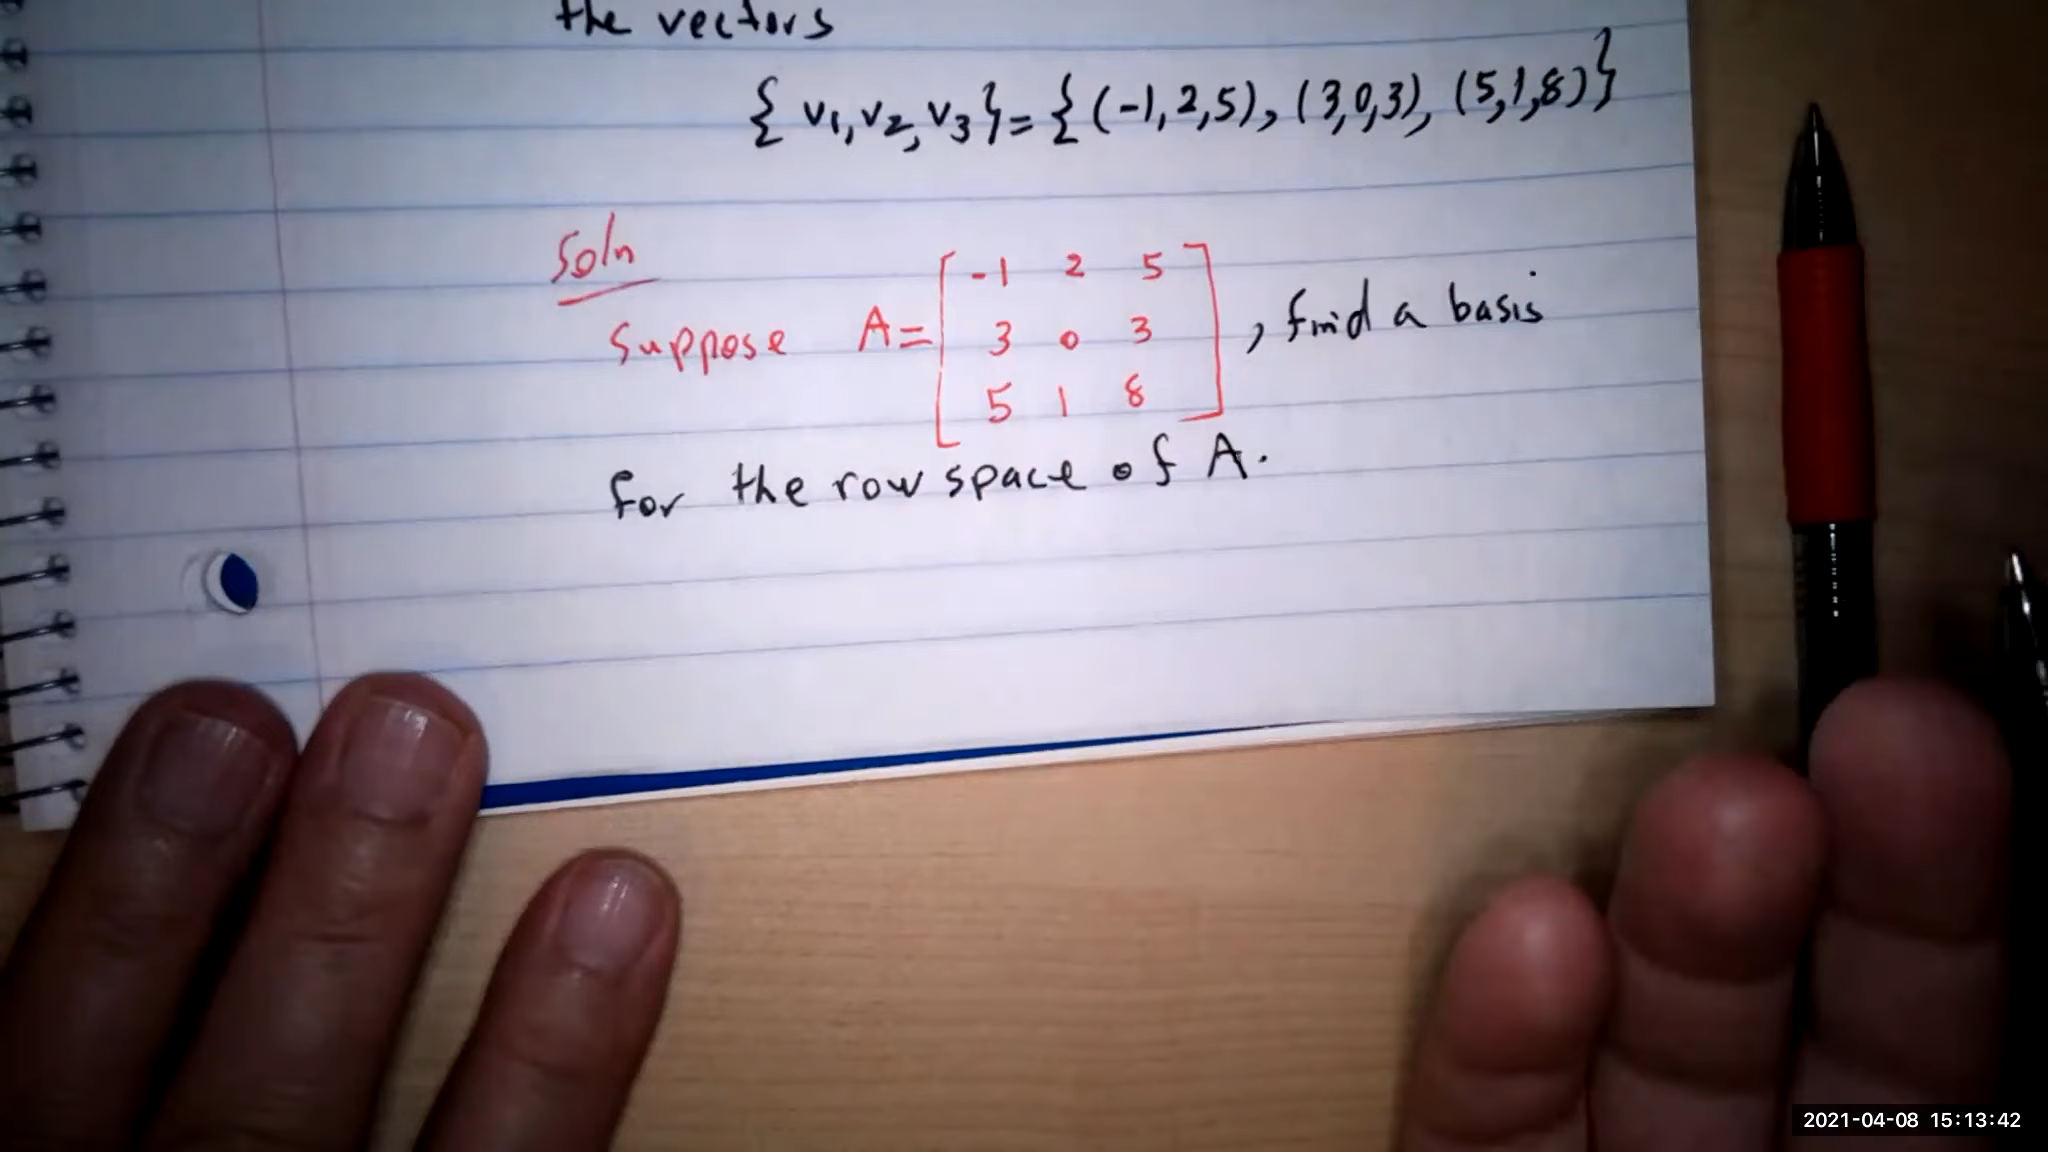 the vectors
{ v1, v2, v3 } = { (-1, 2, 5), (3, 0, 3), (5, 1, 8) }
Soln
Suppose A = [ -1 2 5
3 0 3
5 1 8 ] , find a basis
for the row space of A.
2021-04-08 15:13:42